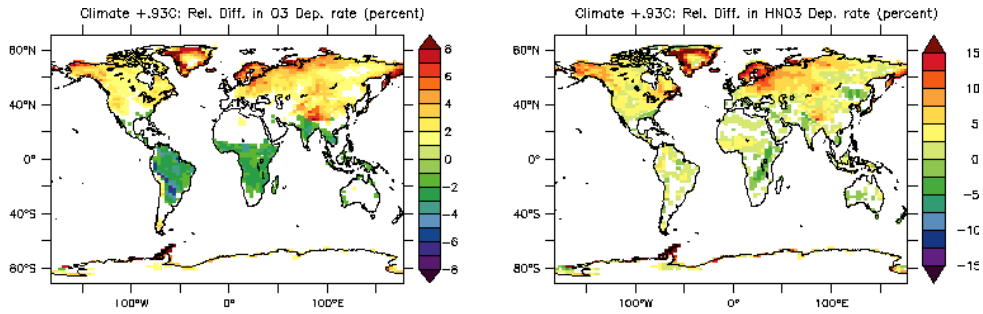 Climate +.93C: Rel. Diff. in O3 Dep. rate (percent)
Climate +.93C: Rel. Diff. in HNO3 Dep. rate (percent)
80°N
40°N
0°
40°S
80°S
100°W
0°
100°E
8
6
4
2
0
-2
-4
-6
-8
80°N
40°N
0°
40°S
80°S
100°W
0°
100°E
15
10
5
0
-5
-10
-15